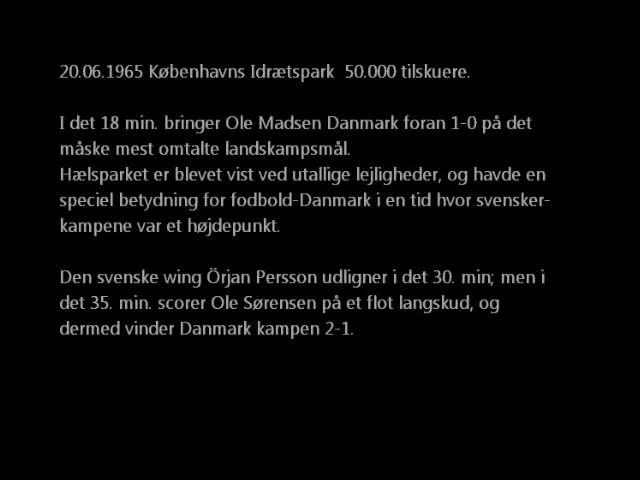 20.06.1965 Københavns Idrætspark  50.000 tilskuere.
I det 18 min. bringer Ole Madsen Danmark foran 1-0 på det
måske mest omtalte landskampsmål.
Hælsparket er blevet vist ved utallige lejligheder, og havde en
speciel betydning for fodbold-Danmark i en tid hvor svensker-
kampene var et højdepunkt.
Den svenske wing Örjan Persson udligner i det 30. min; men i
det 35. min. scorer Ole Sørensen på et flot langskud, og
dermed vinder Danmark kampen 2-1.